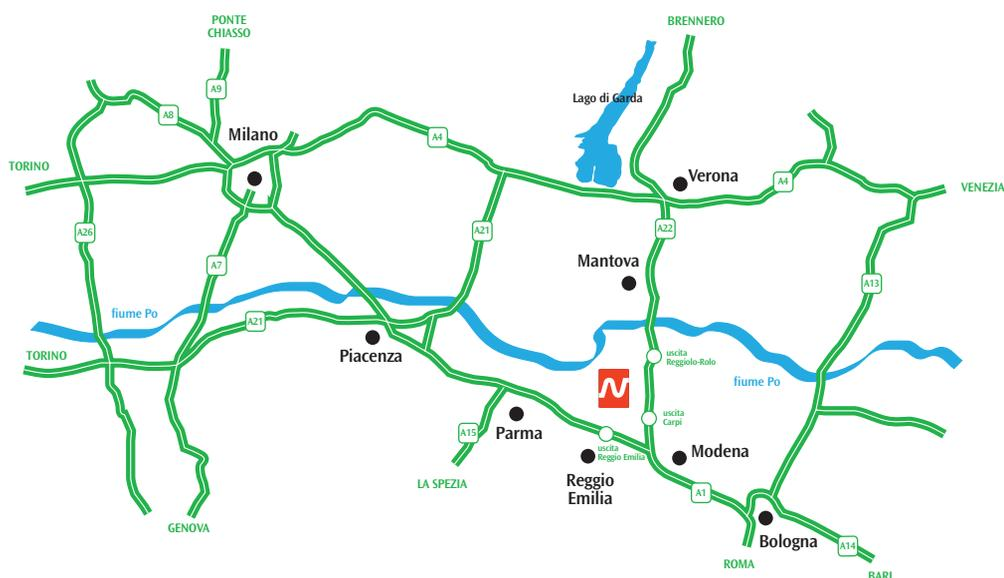 PONTE
CHIASSO
BRENNERO
A9
Lago di Garda
A8
Milano
A4
TORINO
Verona
A4
VENEZIA
A26
A21
A22
A7
Mantova
A13
fiume Po
A21
TORINO
Piacenza
uscita
Reggiolo-Rolo
fiume Po
uscita
Carpi
A15
Parma
uscita
Reggio Emilia
Modena
LA SPEZIA
Reggio
Emilia
A1
GENOVA
Bologna
A14
ROMA
BARI